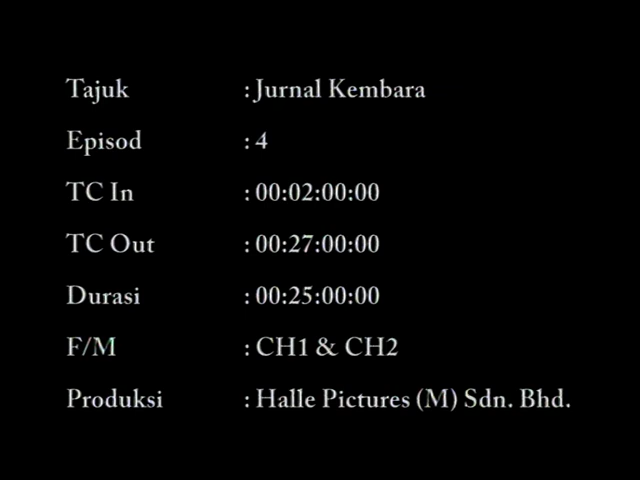 Tajuk : Jurnal Kembara
Episod : 4
TC In : 00:02:00:00
TC Out : 00:27:00:00
Durasi : 00:25:00:00
F/M : CH1 & CH2
Produksi : Halle Pictures (M) Sdn. Bhd.